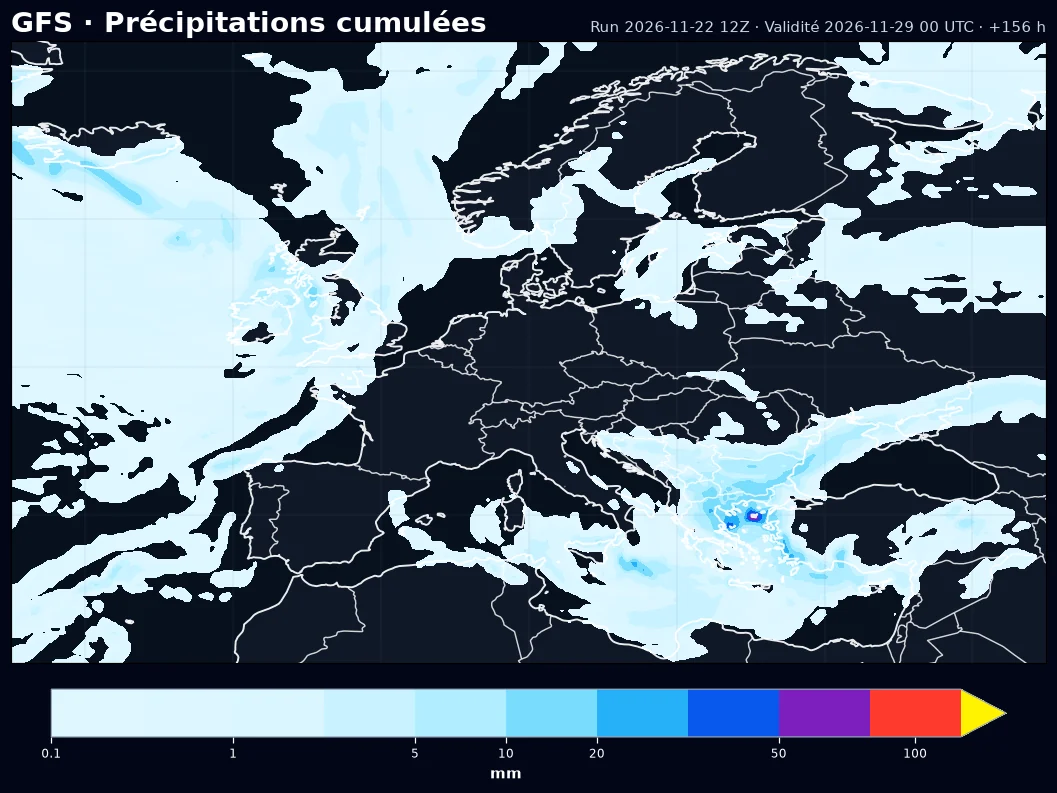 GFS · Précipitations cumulées
Run 2026-11-22 12Z · Validité 2026-11-29 00 UTC · +156 h
0.1 1 5 10 20 50 100
mm